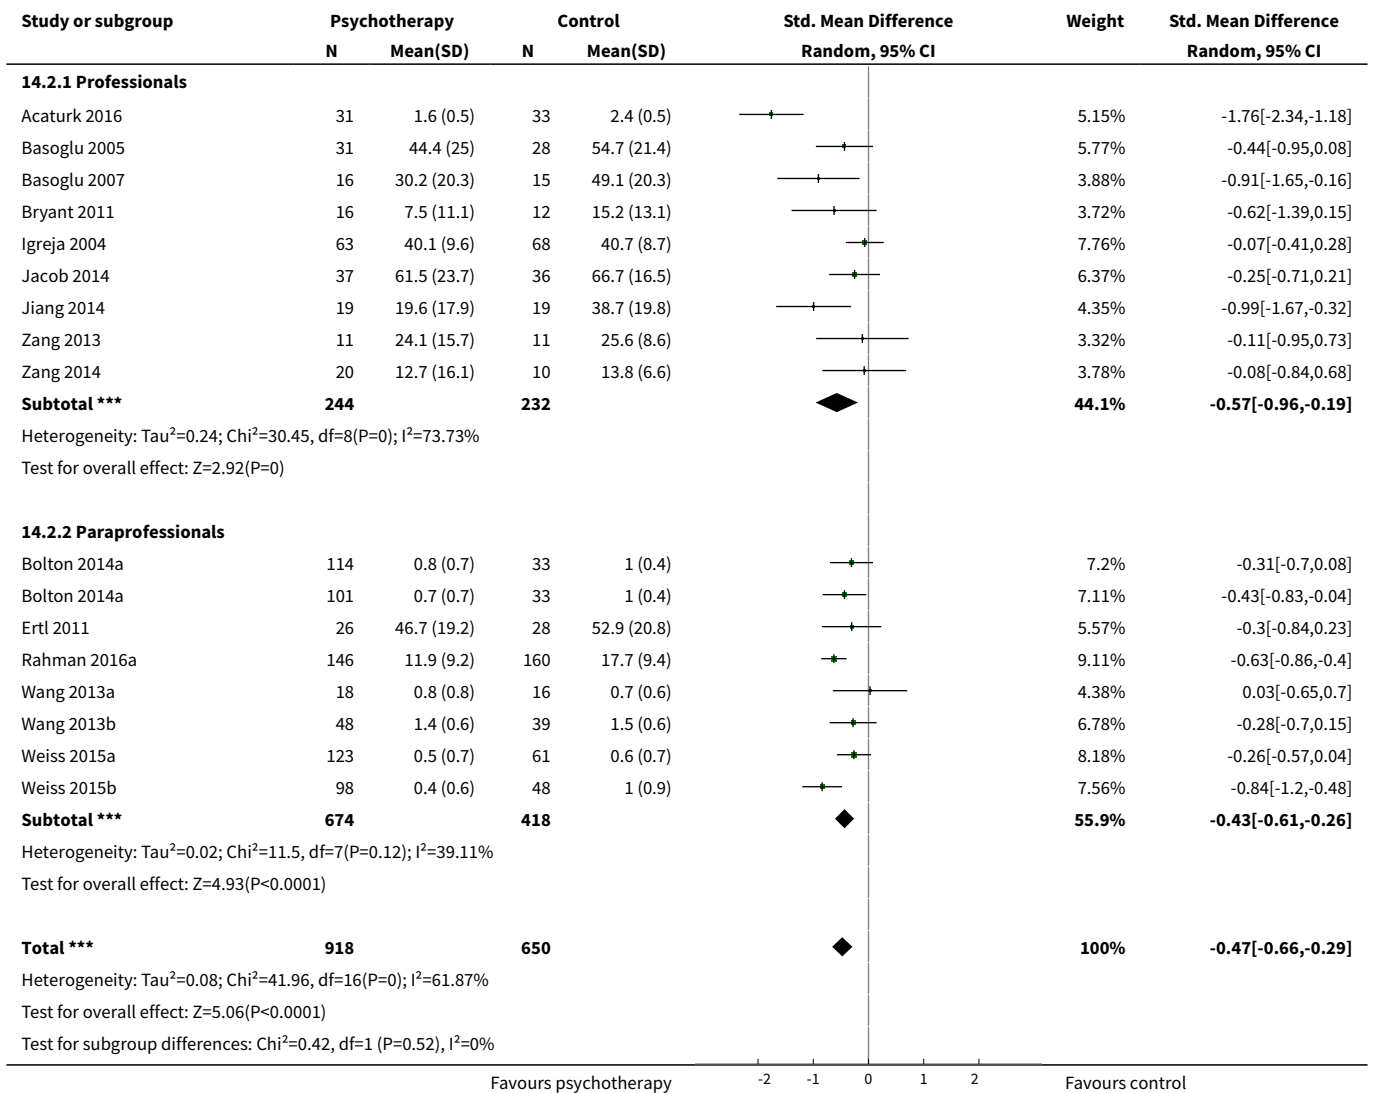 Study or subgroup Psychotherapy Control Std. Mean Difference Weight Std. Mean Difference
N Mean(SD) N Mean(SD) Random, 95% CI Random, 95% CI
14.2.1 Professionals
Acaturk 2016 31 1.6 (0.5) 33 2.4 (0.5) 5.15% -1.76[-2.34,-1.18]
Basoglu 2005 31 44.4 (25) 28 54.7 (21.4) 5.77% -0.44[-0.95,0.08]
Basoglu 2007 16 30.2 (20.3) 15 49.1 (20.3) 3.88% -0.91[-1.65,-0.16]
Bryant 2011 16 7.5 (11.1) 12 15.2 (13.1) 3.72% -0.62[-1.39,0.15]
Igreja 2004 63 40.1 (9.6) 68 40.7 (8.7) 7.76% -0.07[-0.41,0.28]
Jacob 2014 37 61.5 (23.7) 36 66.7 (16.5) 6.37% -0.25[-0.71,0.21]
Jiang 2014 19 19.6 (17.9) 19 38.7 (19.8) 4.35% -0.99[-1.67,-0.32]
Zang 2013 11 24.1 (15.7) 11 25.6 (8.6) 3.32% -0.11[-0.95,0.73]
Zang 2014 20 12.7 (16.1) 10 13.8 (6.6) 3.78% -0.08[-0.84,0.68]
Subtotal *** 244 232 44.1% -0.57[-0.96,-0.19]
Heterogeneity: Tau²=0.24; Chi²=30.45, df=8(P=0); I²=73.73%
Test for overall effect: Z=2.92(P=0)
14.2.2 Paraprofessionals
Bolton 2014a 114 0.8 (0.7) 33 1 (0.4) 7.2% -0.31[-0.7,0.08]
Bolton 2014a 101 0.7 (0.7) 33 1 (0.4) 7.11% -0.43[-0.83,-0.04]
Ertl 2011 26 46.7 (19.2) 28 52.9 (20.8) 5.57% -0.3[-0.84,0.23]
Rahman 2016a 146 11.9 (9.2) 160 17.7 (9.4) 9.11% -0.63[-0.86,-0.4]
Wang 2013a 18 0.8 (0.8) 16 0.7 (0.6) 4.38% 0.03[-0.65,0.7]
Wang 2013b 48 1.4 (0.6) 39 1.5 (0.6) 6.78% -0.28[-0.7,0.15]
Weiss 2015a 123 0.5 (0.7) 61 0.6 (0.7) 8.18% -0.26[-0.57,0.04]
Weiss 2015b 98 0.4 (0.6) 48 1 (0.9) 7.56% -0.84[-1.2,-0.48]
Subtotal *** 674 418 55.9% -0.43[-0.61,-0.26]
Heterogeneity: Tau²=0.02; Chi²=11.5, df=7(P=0.12); I²=39.11%
Test for overall effect: Z=4.93(P<0.0001)
Total *** 918 650 100% -0.47[-0.66,-0.29]
Heterogeneity: Tau²=0.08; Chi²=41.96, df=16(P=0); I²=61.87%
Test for overall effect: Z=5.06(P<0.0001)
Test for subgroup differences: Chi²=0.42, df=1 (P=0.52), I²=0%
Favours psychotherapy -2 -1 0 1 2 Favours control